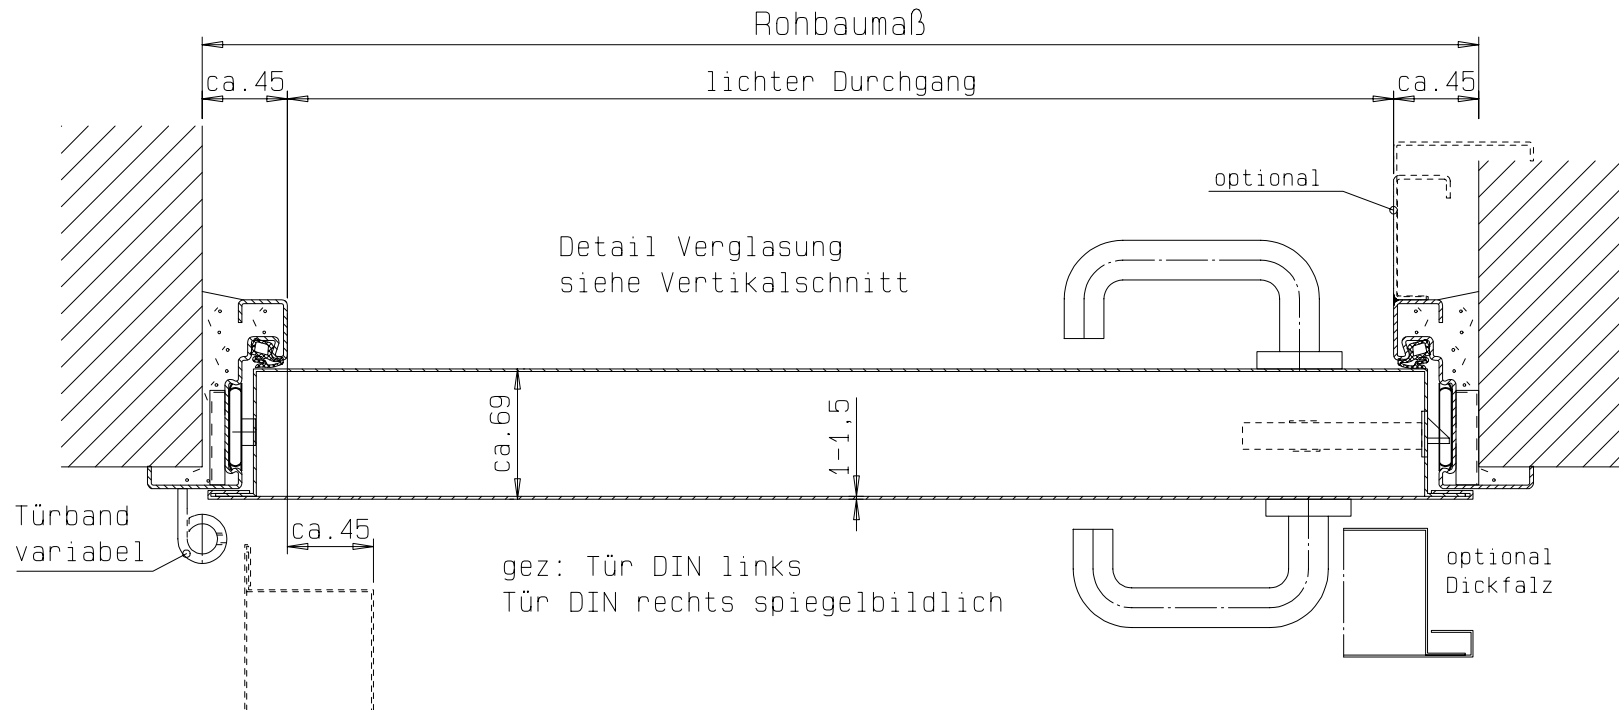 Rohbaumaß
ca.45
lichter Durchgang
ca.45
optional
Detail Verglasung
siehe Vertikalschnitt
ca.69
1-1,5
Türband
variabel
ca.45
gez: Tür DIN links
Tür DIN rechts spiegelbildlich
optional
Dickfalz